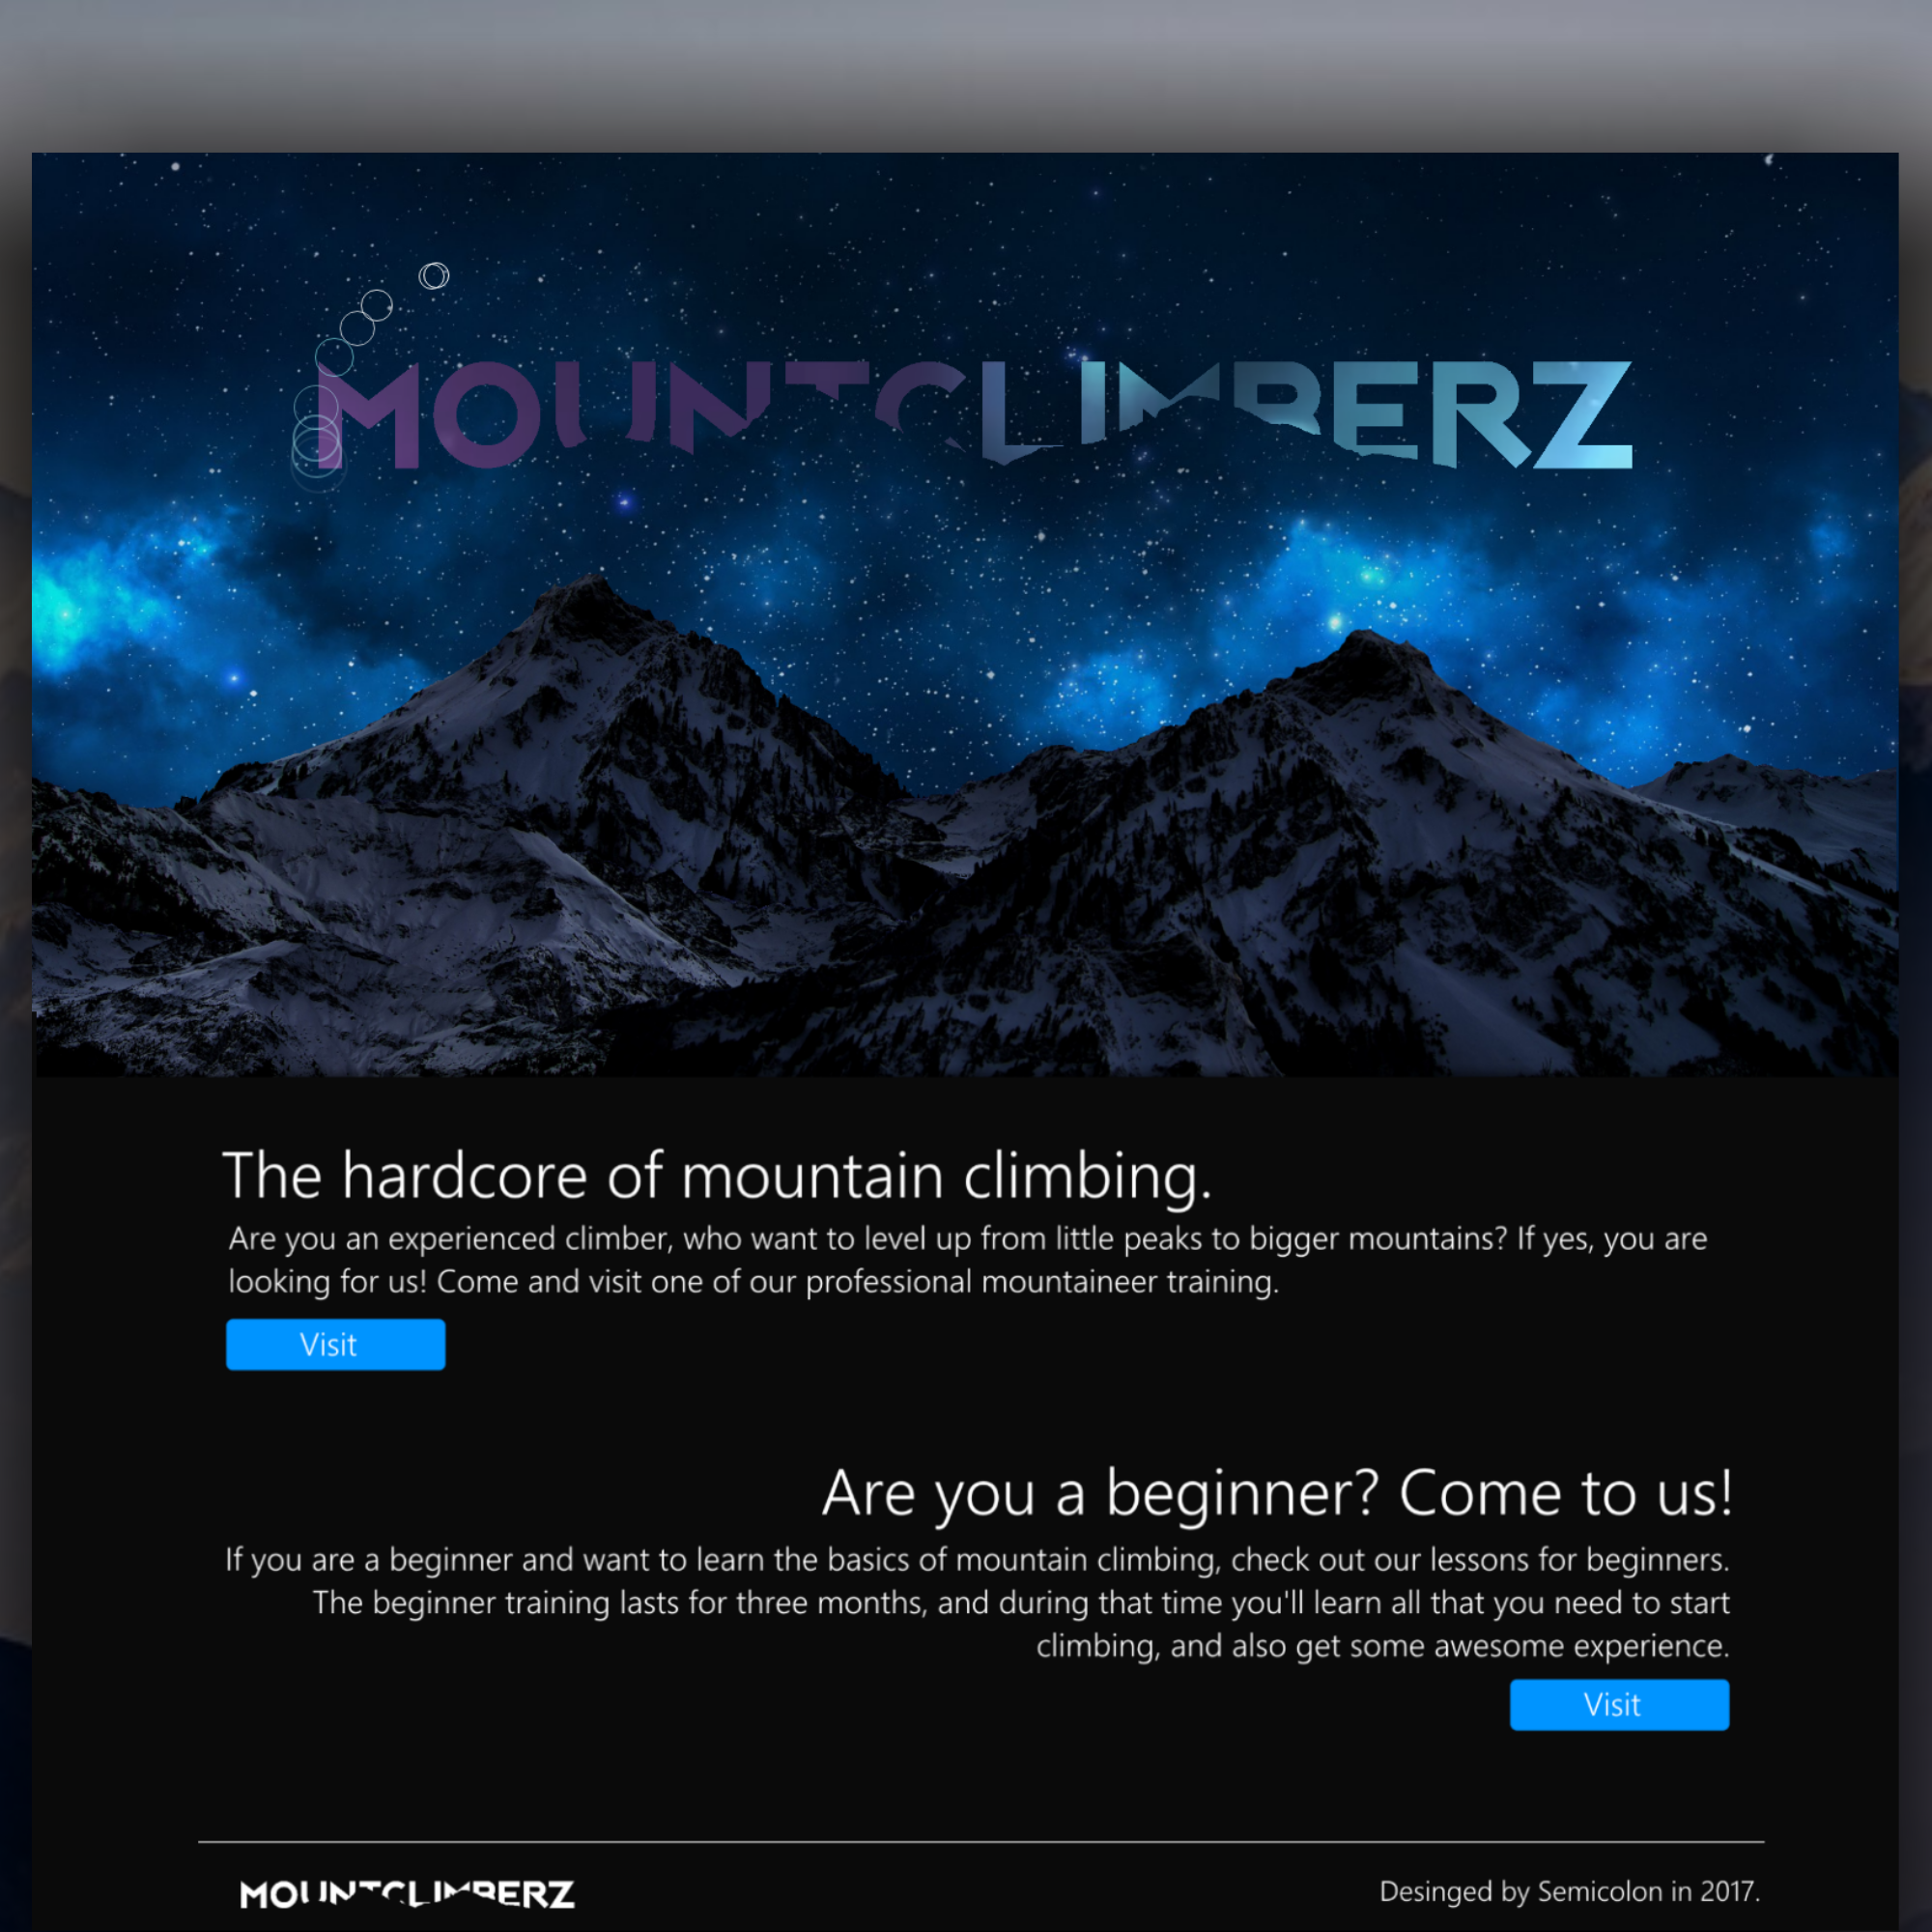 MOUNTCLIMBERZ
The hardcore of mountain climbing.
Are you an experienced climber, who want to level up from little peaks to bigger mountains? If yes, you are
looking for us! Come and visit one of our professional mountaineer training.
Visit
Are you a beginner? Come to us!
If you are a beginner and want to learn the basics of mountain climbing, check out our lessons for beginners.
The beginner training lasts for three months, and during that time you'll learn all that you need to start
climbing, and also get some awesome experience.
Visit
MOUNTCLIMBERZ
Desinged by Semicolon in 2017.